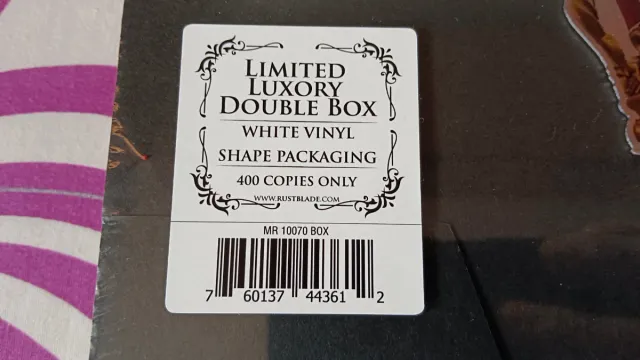 LIMITED
LUXORY
DOUBLE BOX
WHITE VINYL
SHAPE PACKAGING
400 COPIES ONLY
WWW.RUSTBLADE.COM
MR 10070 BOX
7 60137 44361 2